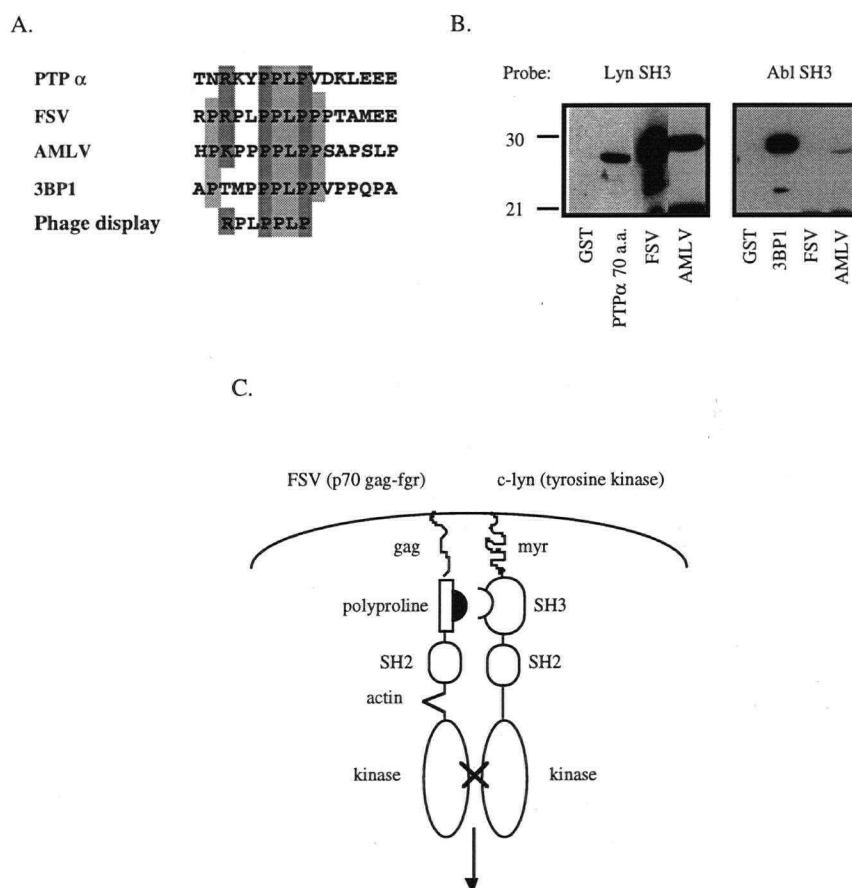 A.
PTP α TNRKYPPLPVDKLEEE
FSV RPRPLPPLPPPTAMEE
AMLV HPKPPPPLPPSAPSLP
3BP1 APTMPPPLPPVPPQPA
Phage display RPLPPLP
B.
Probe: Lyn SH3 Abl SH3
30
21
GST
PTPα 70 a.a.
FSV
AMLV
GST
3BP1
FSV
AMLV
C.
FSV (p70 gag-fgr) c-lyn (tyrosine kinase)
gag myr
polyproline SH3
SH2 SH2
actin
kinase kinase